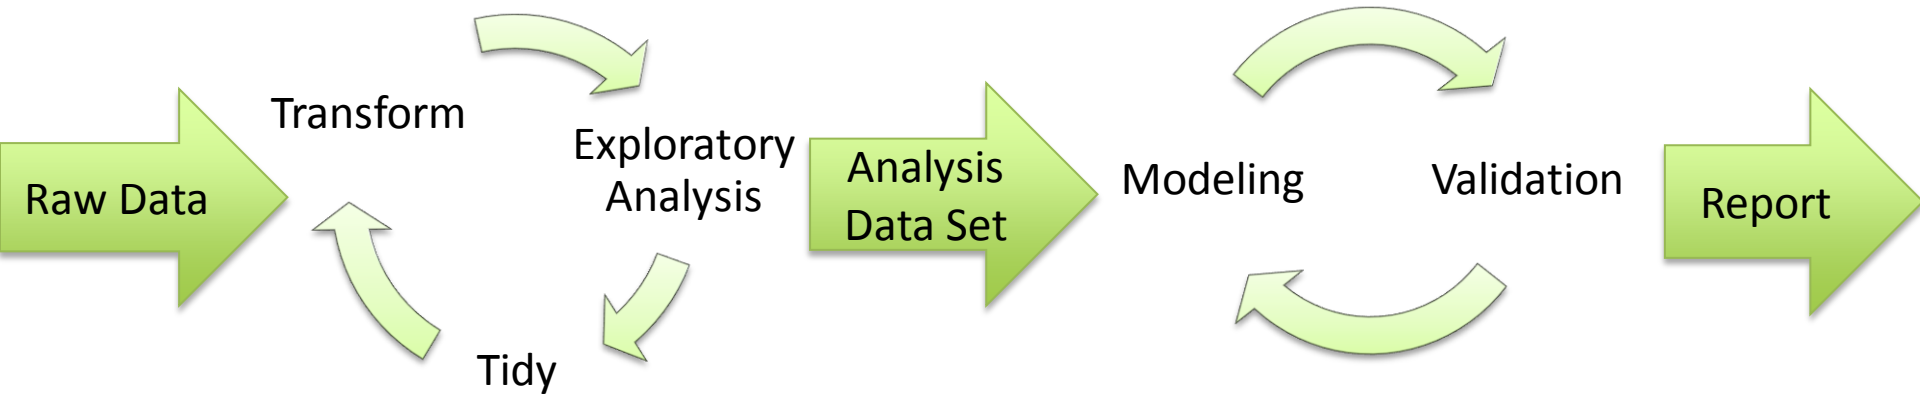 Raw Data
Transform
Exploratory
Analysis
Tidy
Analysis
Data Set
Modeling
Validation
Report